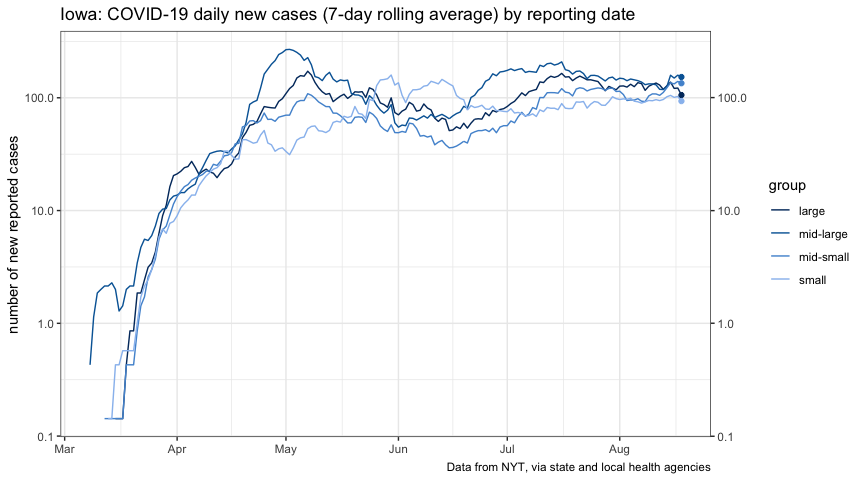 Iowa: COVID-19 daily new cases (7-day rolling average) by reporting date
number of new reported cases
100.0
10.0
1.0
0.1
100.0
10.0
1.0
0.1
Mar Apr May Jun Jul Aug
group
large
mid-large
mid-small
small
Data from NYT, via state and local health agencies